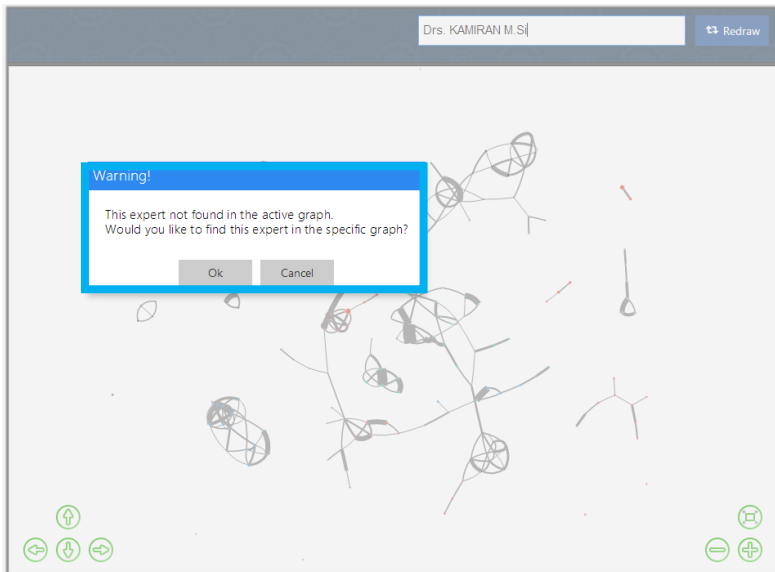 Drs. KAMIRAN M.Si
Redraw
Warning!
This expert not found in the active graph.
Would you like to find this expert in the specific graph?
Ok
Cancel